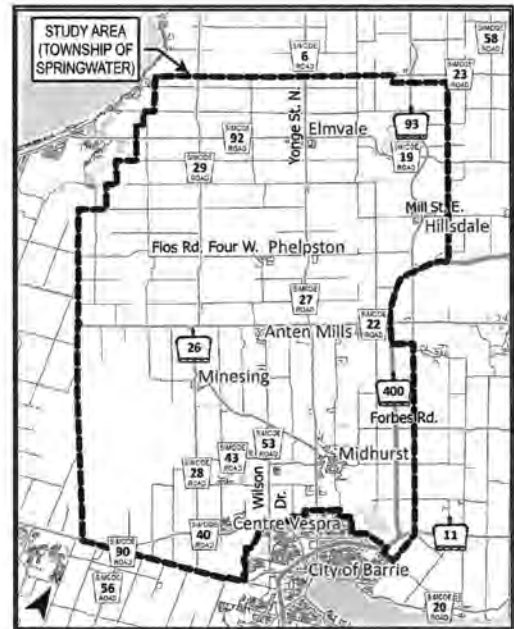 STUDY AREA
(TOWNSHIP OF
SPRINGWATER)
SIMCOE
6
ROAD
SIMCOE
58
ROAD
SIMCOE
23
ROAD
Yonge St. N.
Elmvale
93
SIMCOE
92
ROAD
SIMCOE
19
ROAD
SIMCOE
29
ROAD
Mill St. E.
Hillsdale
Flos Rd. Four W.
Phelpston
SIMCOE
27
ROAD
SIMCOE
22
ROAD
Anten Mills
26
Minesing
400
Forbes Rd.
SIMCOE
53
ROAD
SIMCOE
43
ROAD
Midhurst
SIMCOE
28
ROAD
Wilson
Dr.
Centre Vespra
SIMCOE
40
ROAD
11
SIMCOE
90
ROAD
City of Barrie
SIMCOE
56
ROAD
SIMCOE
20
ROAD